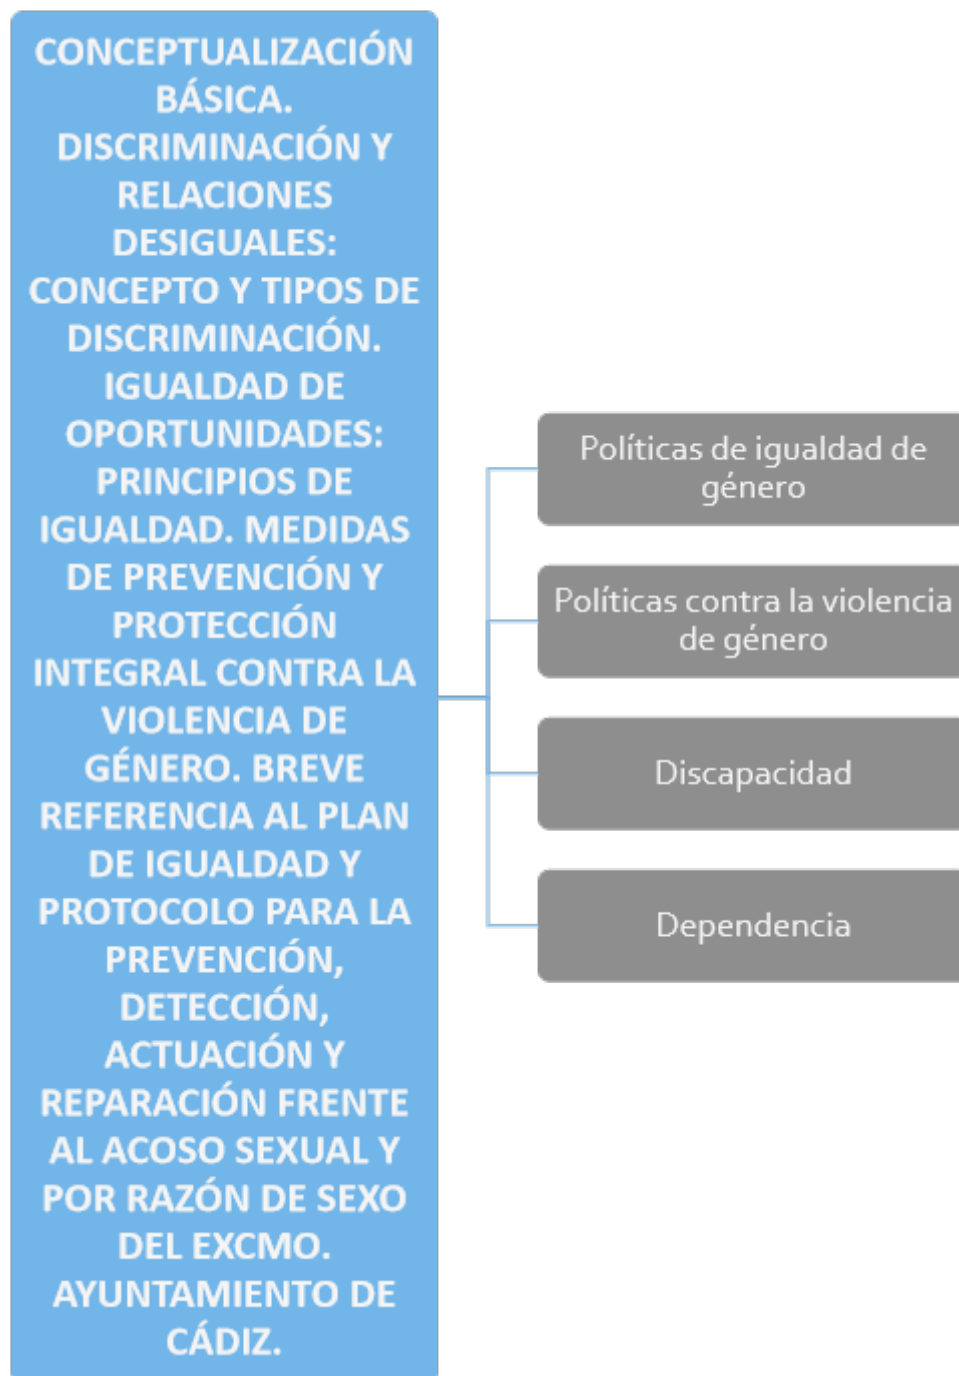 CONCEPTUALIZACIÓN
BÁSICA.
DISCRIMINACIÓN Y
RELACIONES
DESIGUALES:
CONCEPTO Y TIPOS DE
DISCRIMINACIÓN.
IGUALDAD DE
OPORTUNIDADES:
PRINCIPIOS DE
IGUALDAD. MEDIDAS
DE PREVENCIÓN Y
PROTECCIÓN
INTEGRAL CONTRA LA
VIOLENCIA DE
GÉNERO. BREVE
REFERENCIA AL PLAN
DE IGUALDAD Y
PROTOCOLO PARA LA
PREVENCIÓN,
DETECCIÓN,
ACTUACIÓN Y
REPARACIÓN FRENTE
AL ACOSO SEXUAL Y
POR RAZÓN DE SEXO
DEL EXCMO.
AYUNTAMIENTO DE
CÁDIZ.
Políticas de igualdad de
género
Políticas contra la violencia
de género
Discapacidad
Dependencia